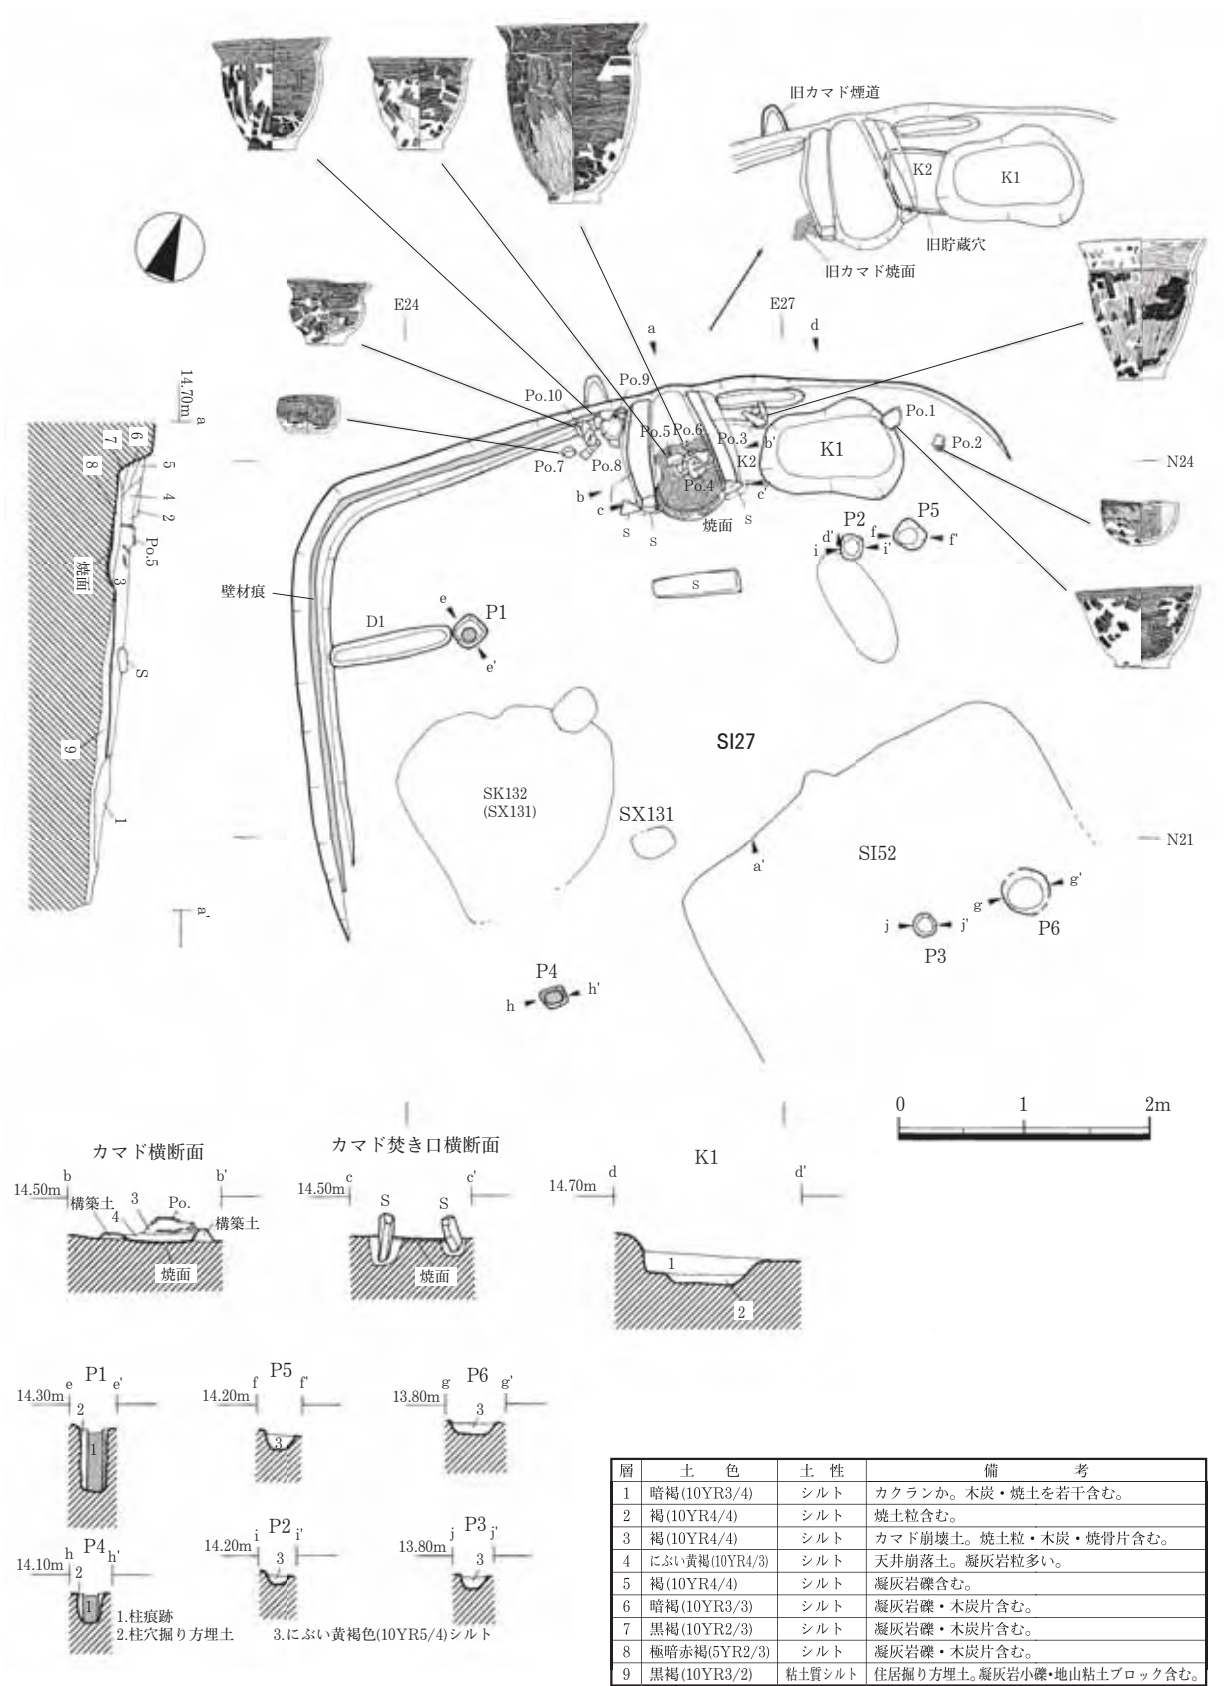 旧カマド煙道
K2
K1
旧貯蔵穴
旧カマド焼面
E24
E27
a
d
14.70m
a
Po.10
Po.9
Po.5
Po.6
Po.3
b'
K1
Po.1
Po.2
N24
Po.7
Po.8
K2
Po.4
c'
b
c
s
s
焼面
s
P2
P5
d'
f
f'
i
i'
6
7
8
5
4
2
Po.5
焼面
3
S
9
1
a'
壁材痕
D1
e
P1
e'
s
SI27
SK132
(SX131)
SX131
N21
a'
SI52
g'
g
P6
j
j'
P3
P4
h
h'
0
1
2m
カマド横断面
b
b'
14.50m
構築土
3
Po.
4
構築土
焼面
カマド焚き口横断面
c
c'
14.50m
S
S
焼面
K1
d
d'
14.70m
1
2
P1
e
e'
14.30m
2
1
P5
f
f'
14.20m
3
P6
g
g'
13.80m
3
P4
h
h'
14.10m
2
1
P2
i
i'
14.20m
3
P3
j
j'
13.80m
3
1.柱痕跡
2.柱穴掘り方埋土
3.にぶい黄褐色(10YR5/4)シルト
層 土 色 土 性 備 考
1 暗褐(10YR3/4) シルト カクランか。木炭・焼土を若干含む。
2 褐(10YR4/4) シルト 焼土粒含む。
3 褐(10YR4/4) シルト カマド崩壊土。焼土粒・木炭・焼骨片含む。
4 にぶい黄褐(10YR4/3) シルト 天井崩落土。凝灰岩粒多い。
5 褐(10YR4/4) シルト 凝灰岩礫含む。
6 暗褐(10YR3/3) シルト 凝灰岩礫・木炭片含む。
7 黒褐(10YR2/3) シルト 凝灰岩礫・木炭片含む。
8 極暗赤褐(5YR2/3) シルト 凝灰岩礫・木炭片含む。
9 黒褐(10YR3/2) 粘土質シルト 住居掘り方埋土。凝灰岩小礫・地山粘土ブロック含む。